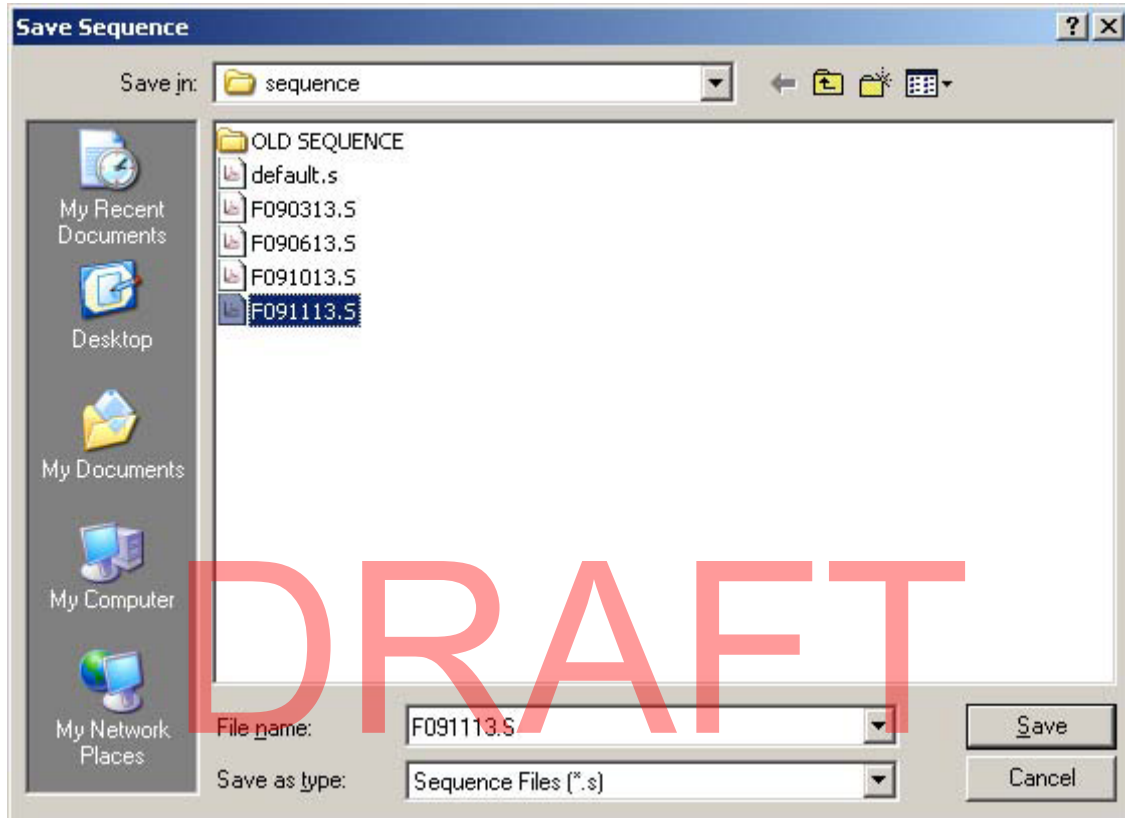 Save Sequence
Save in: sequence
OLD SEQUENCE
default.s
F090313.S
F090613.S
F091013.S
F091113.S
My Recent
Documents
Desktop
My Documents
My Computer
My Network
Places
File name: F091113.S
Save
Save as type: Sequence Files (*.s)
Cancel
DRAFT